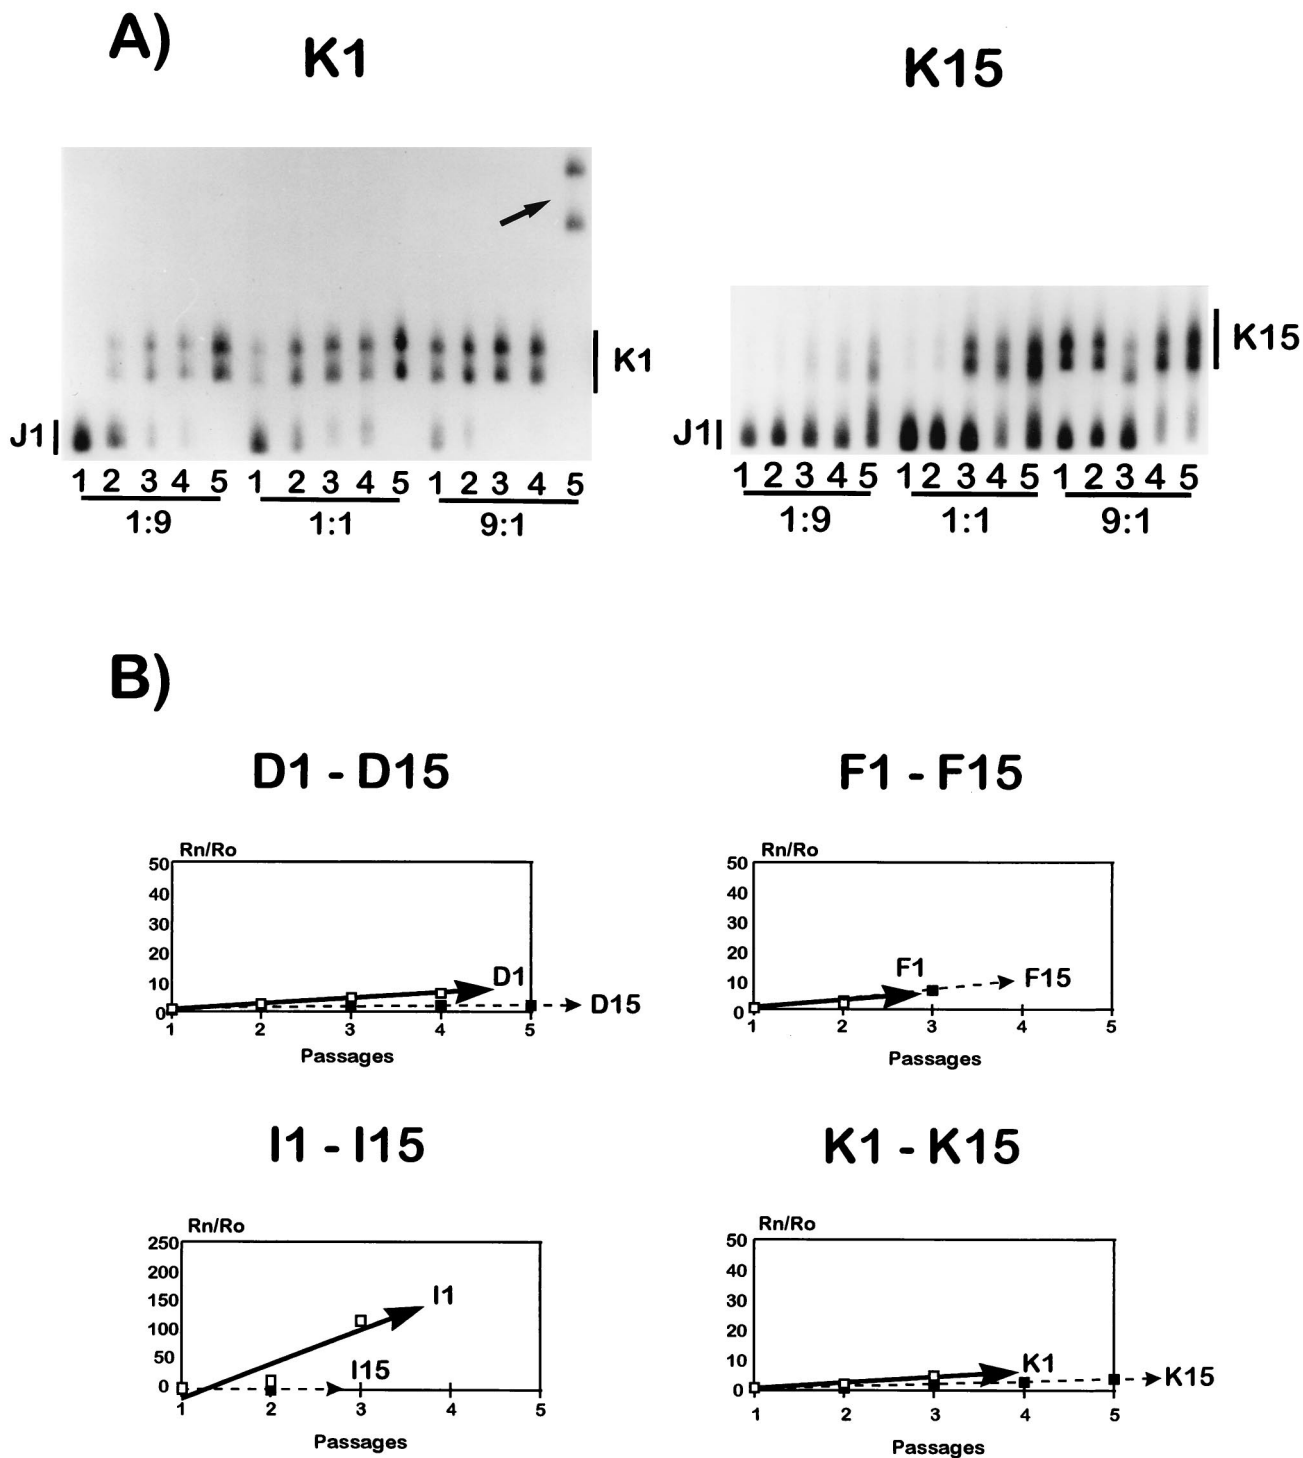 A)
K1
K15
K1
K15
J1
J1
1 2 3 4 5 1 2 3 4 5 1 2 3 4 5
1:9 1:1 9:1
1 2 3 4 5 1 2 3 4 5 1 2 3 4 5
1:9 1:1 9:1
B)
D1 - D15
Rn/Ro
50
40
30
20
10
0
D1
D15
1 2 3 4 5
Passages
F1 - F15
Rn/Ro
50
40
30
20
10
0
F1
F15
1 2 3 4 5
Passages
I1 - I15
Rn/Ro
250
200
150
100
50
0
I1
I15
1 2 3 4 5
Passages
K1 - K15
Rn/Ro
50
40
30
20
10
0
K1
K15
1 2 3 4 5
Passages